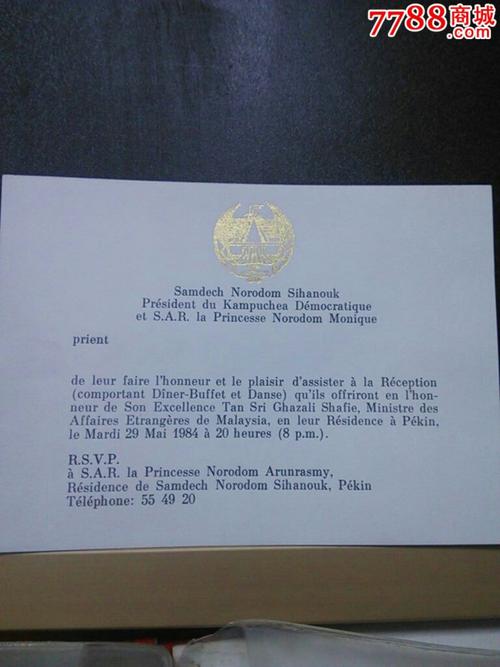 7788商城
Samdech Norodom Sihanouk
Président du Kampuchea Démocratique
et S.A.R. la Princesse Norodom Monique
prient
de leur faire l'honneur et le plaisir d'assister à la Réception
(comportant Dîner-Buffet et Danse) qu'ils offriront en l'hon-
neur de Son Excellence Tan Sri Ghazali Shafie, Ministre des
Affaires Etrangères de Malaysia, en leur Résidence à Pékin,
le Mardi 29 Mai 1984 à 20 heures (8 p.m.).
R.S.V.P.
à S.A.R. la Princesse Norodom Arunrasmy,
Résidence de Samdech Norodom Sihanouk, Pékin
Téléphone: 55 49 20